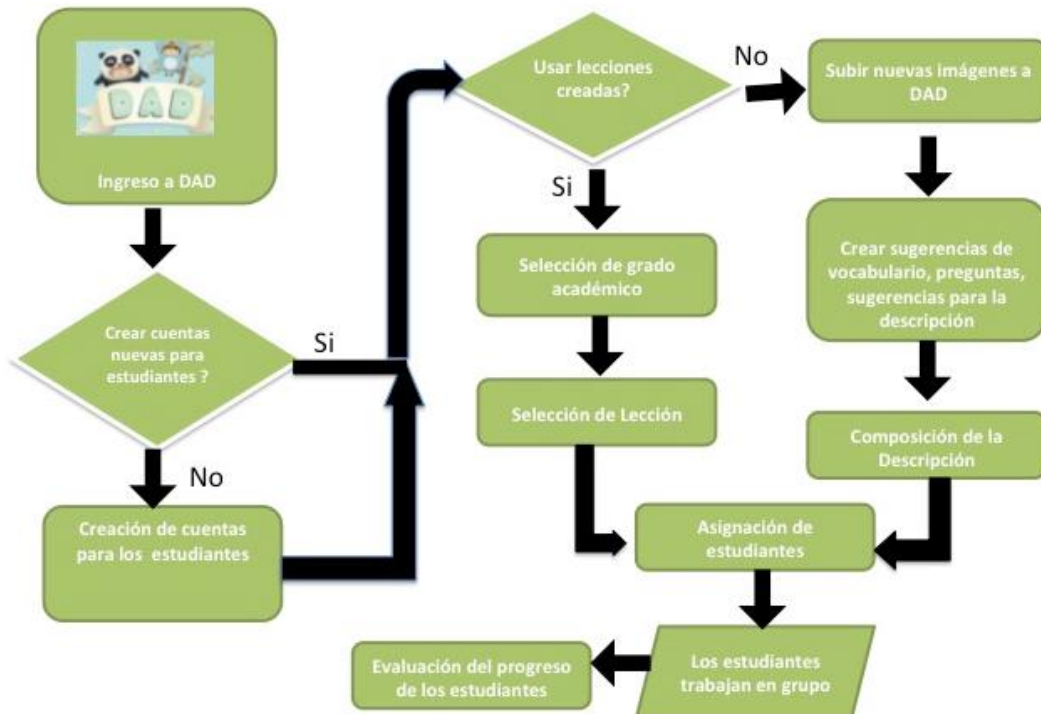 DAD
Ingreso a DAD
Crear cuentas
nuevas para
estudiantes ?
Si
No
Creación de cuentas
para los estudiantes
Usar lecciones
creadas?
No
Si
Subir nuevas imágenes a
DAD
Selección de grado
académico
Crear sugerencias de
vocabulario, preguntas,
sugerencias para la
descripción
Selección de Lección
Composición de la
Descripción
Asignación de
estudiantes
Los estudiantes
trabajan en grupo
Evaluación del progreso
de los estudiantes